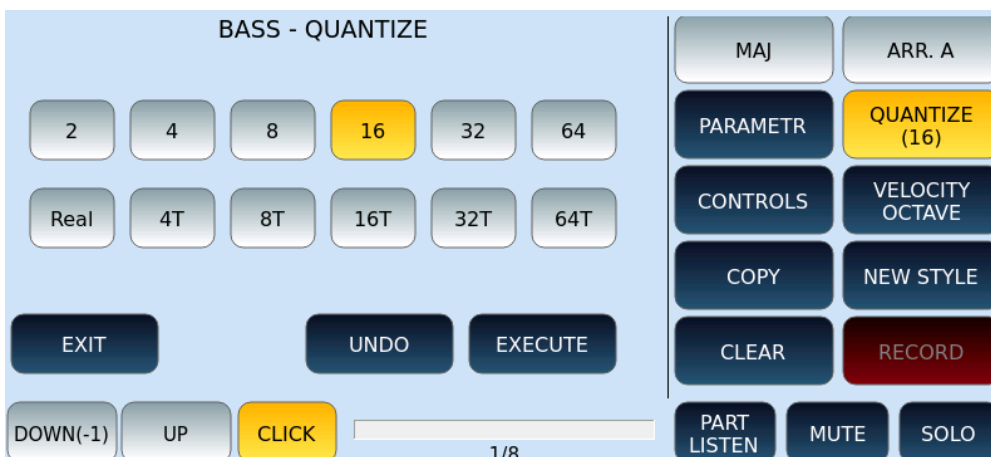 BASS - QUANTIZE
2 4 8 16 32 64
Real 4T 8T 16T 32T 64T
EXIT UNDO EXECUTE
DOWN(-1) UP CLICK
1/8
MAJ ARR. A
PARAMETR QUANTIZE
(16)
CONTROLS VELOCITY
OCTAVE
COPY NEW STYLE
CLEAR RECORD
PART
LISTEN MUTE SOLO